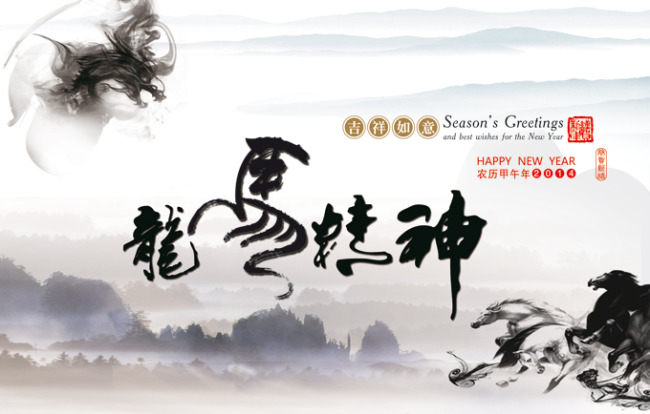 吉祥如意
Season's Greetings
and best wishes for the New Year
HAPPY NEW YEAR
农历甲午年2014
龍馬精神